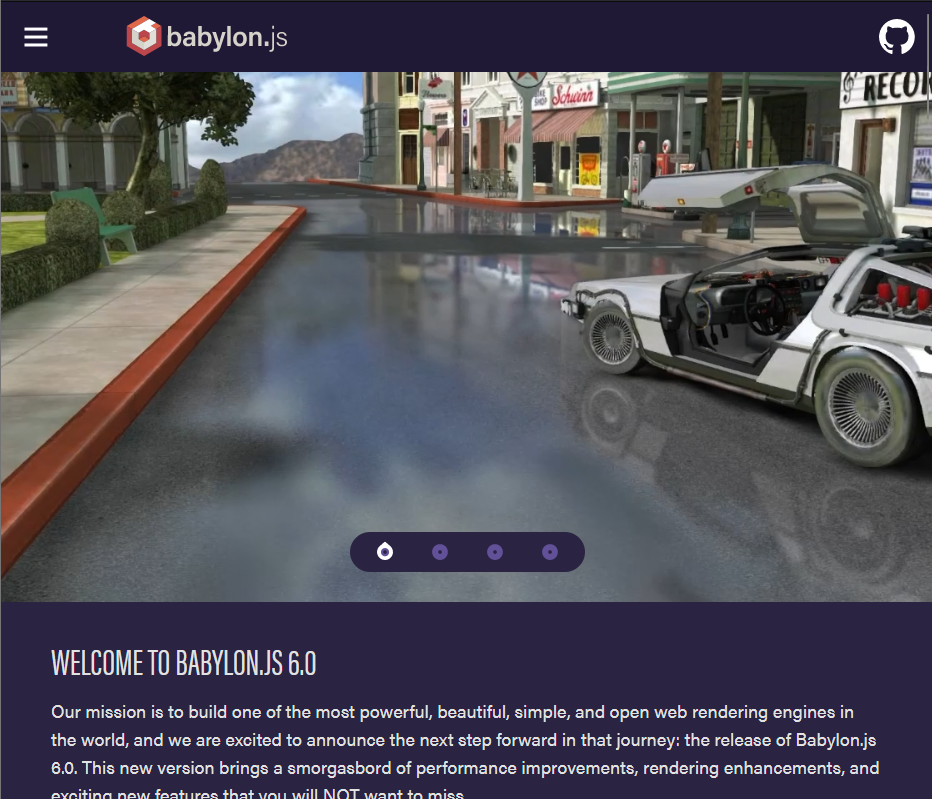 babylon.js
BIKE SHOP
Schwinn
RECOR
WELCOME TO BABYLON.JS 6.0
Our mission is to build one of the most powerful, beautiful, simple, and open web rendering engines in
the world, and we are excited to announce the next step forward in that journey: the release of Babylon.js
6.0. This new version brings a smorgasbord of performance improvements, rendering enhancements, and
exciting new features that you will NOT want to miss.